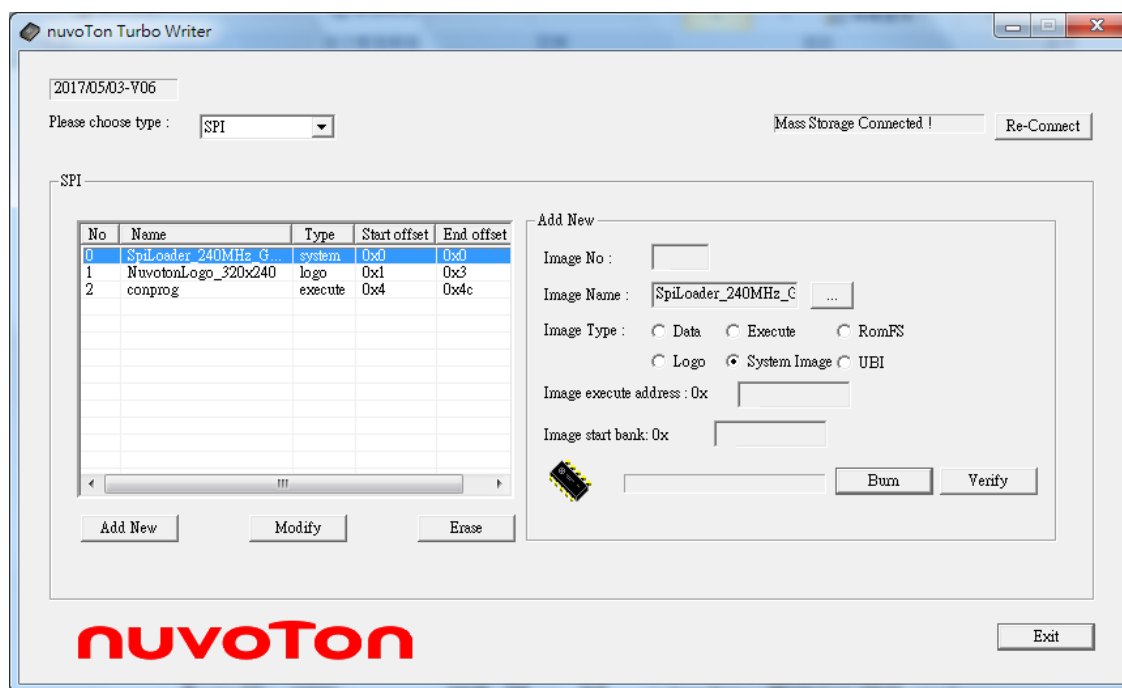 nuvoTon Turbo Writer
2017/05/03-V06
Please choose type :
SPI
Mass Storage Connected !
Re-Connect
SPI
No Name Type Start offset End offset
0 SpiLoader_240MHz_G... system 0x0 0x0
1 NuvotonLogo_320x240 logo 0x1 0x3
2 conprog execute 0x4 0x4c
Add New
Modify
Erase
Add New
Image No :
Image Name : SpiLoader_240MHz_G ...
Image Type : Data Execute RomFS
Logo System Image UBI
Image execute address : 0x
Image start bank: 0x
Burn
Verify
nuvoTon
Exit